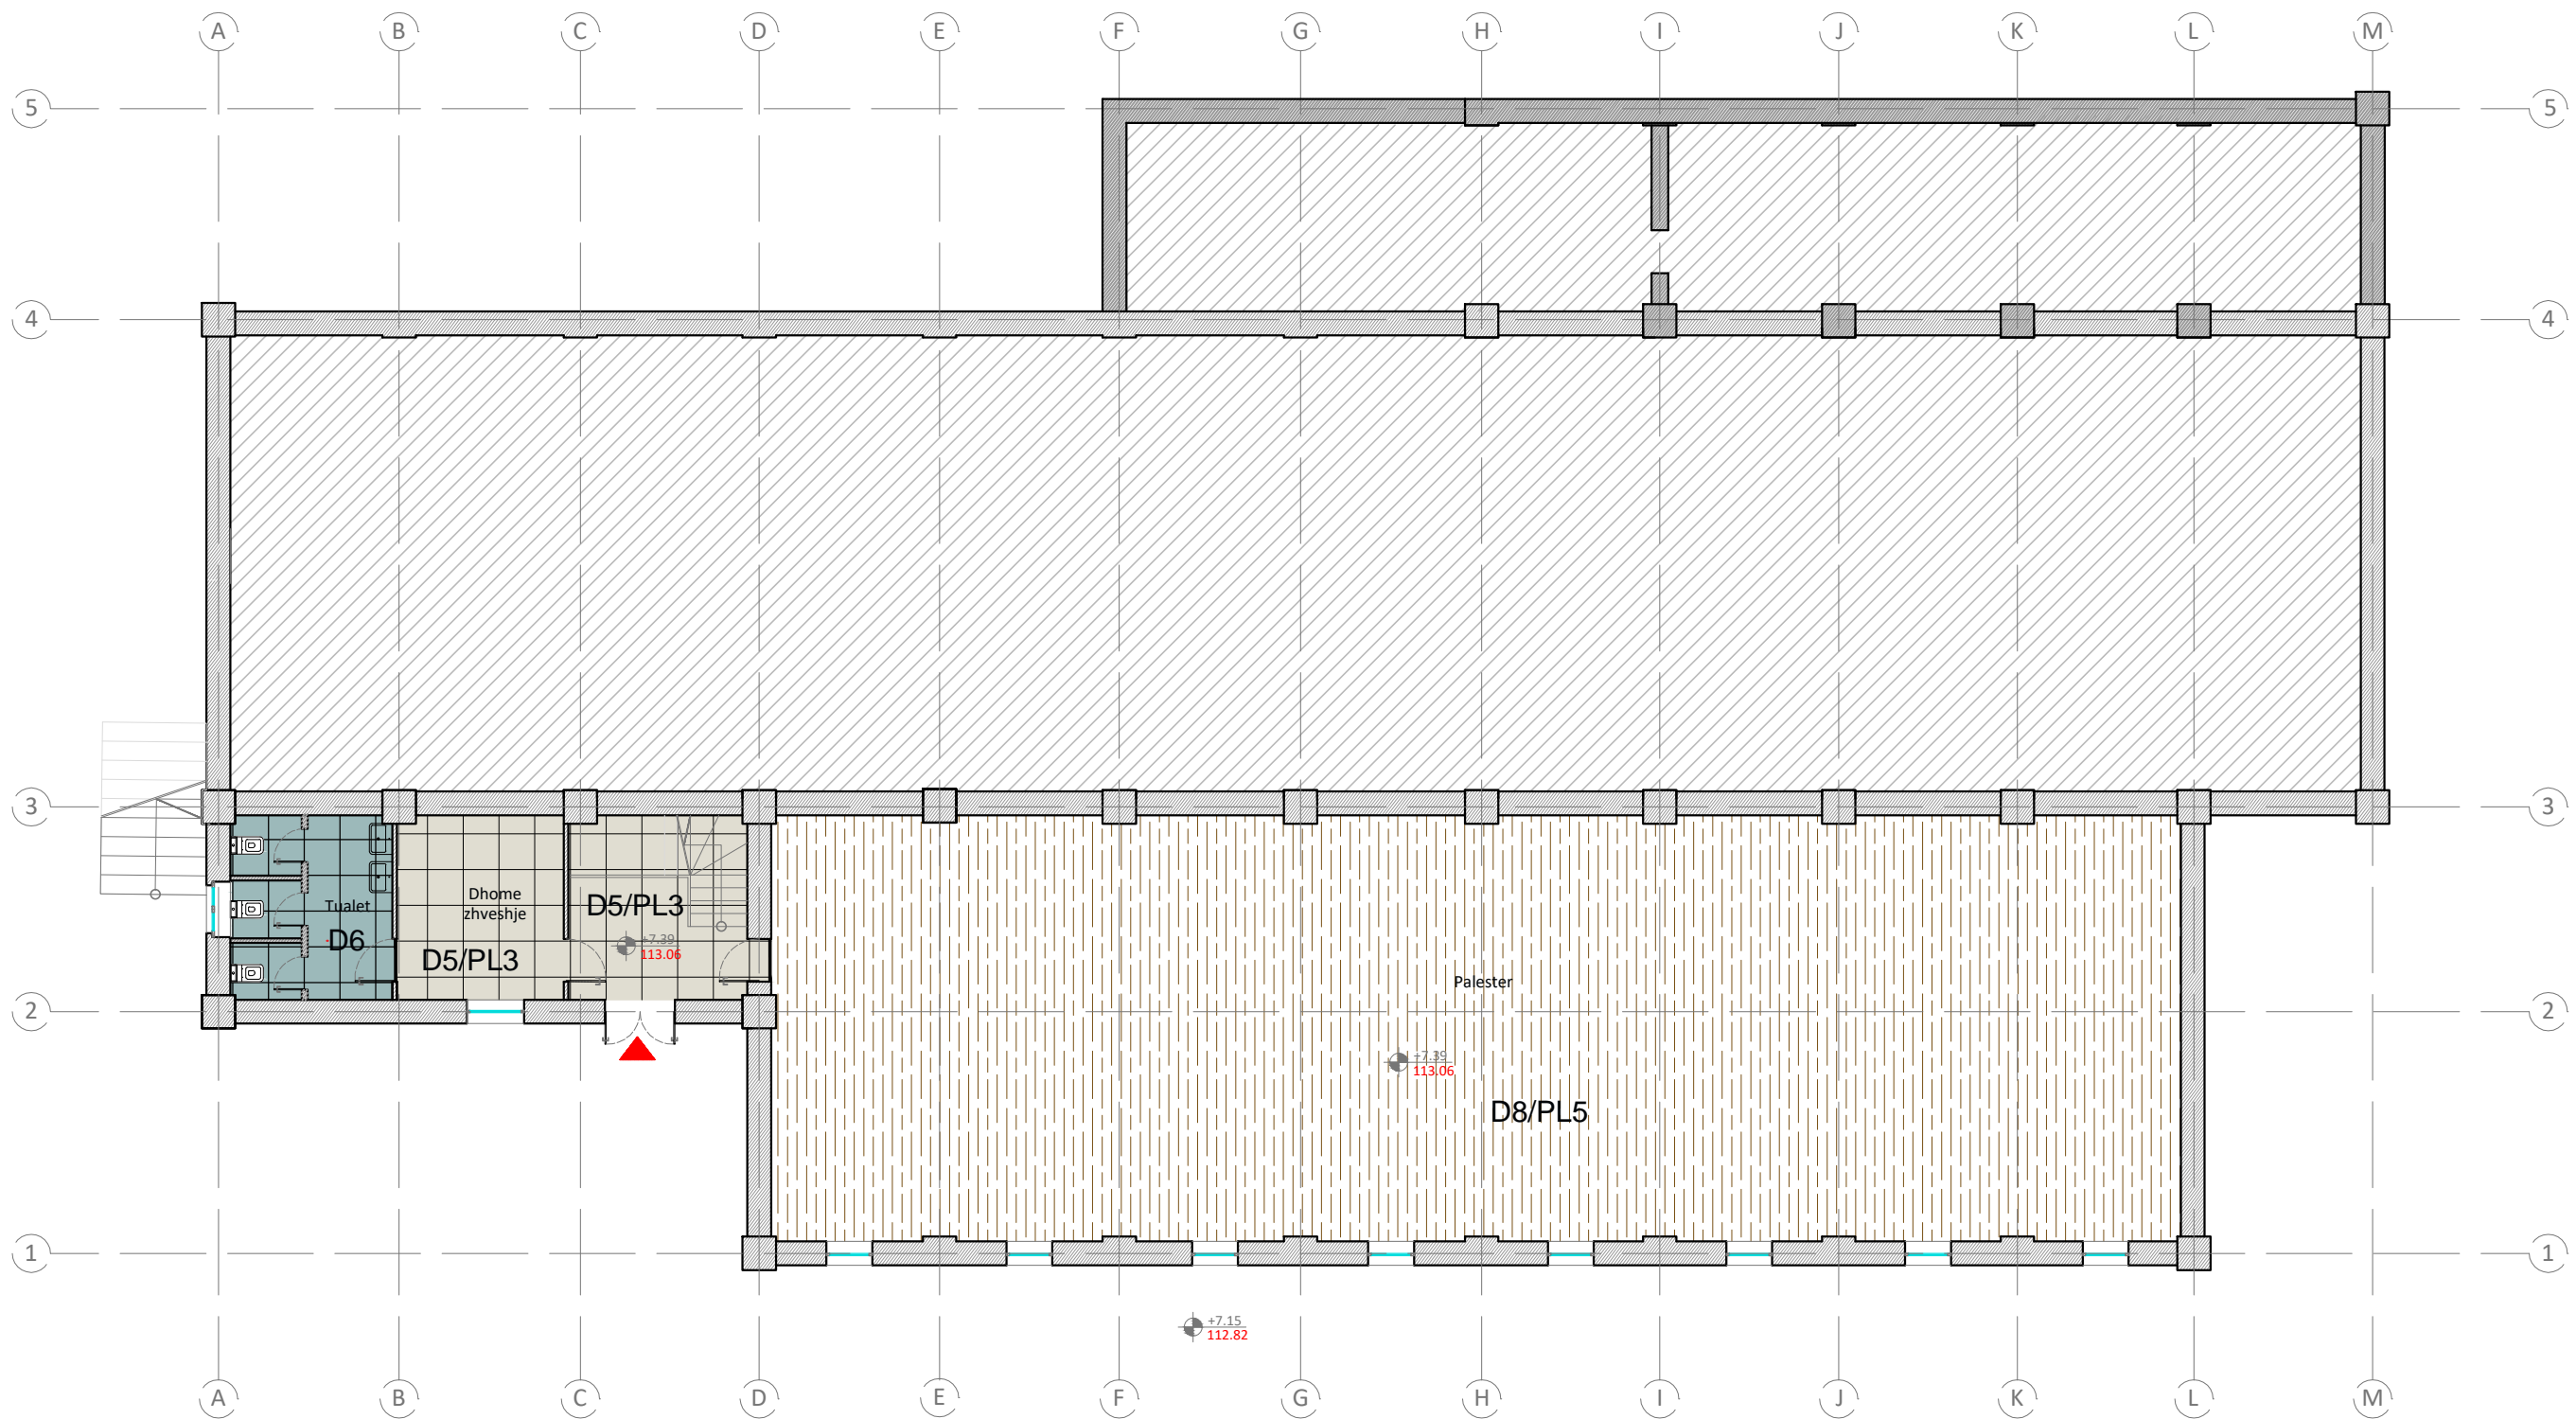 A B C D E F G H I J K L M
5 5
4 4
3 3
Dhome
zhveshje
Tualet
D5/PL3
D6
+7.39
113.06
D5/PL3
Palester
2 2
+7.39
113.06
D8/PL5
1 1
+7.15
112.82
A B C D E F G H I J K L M